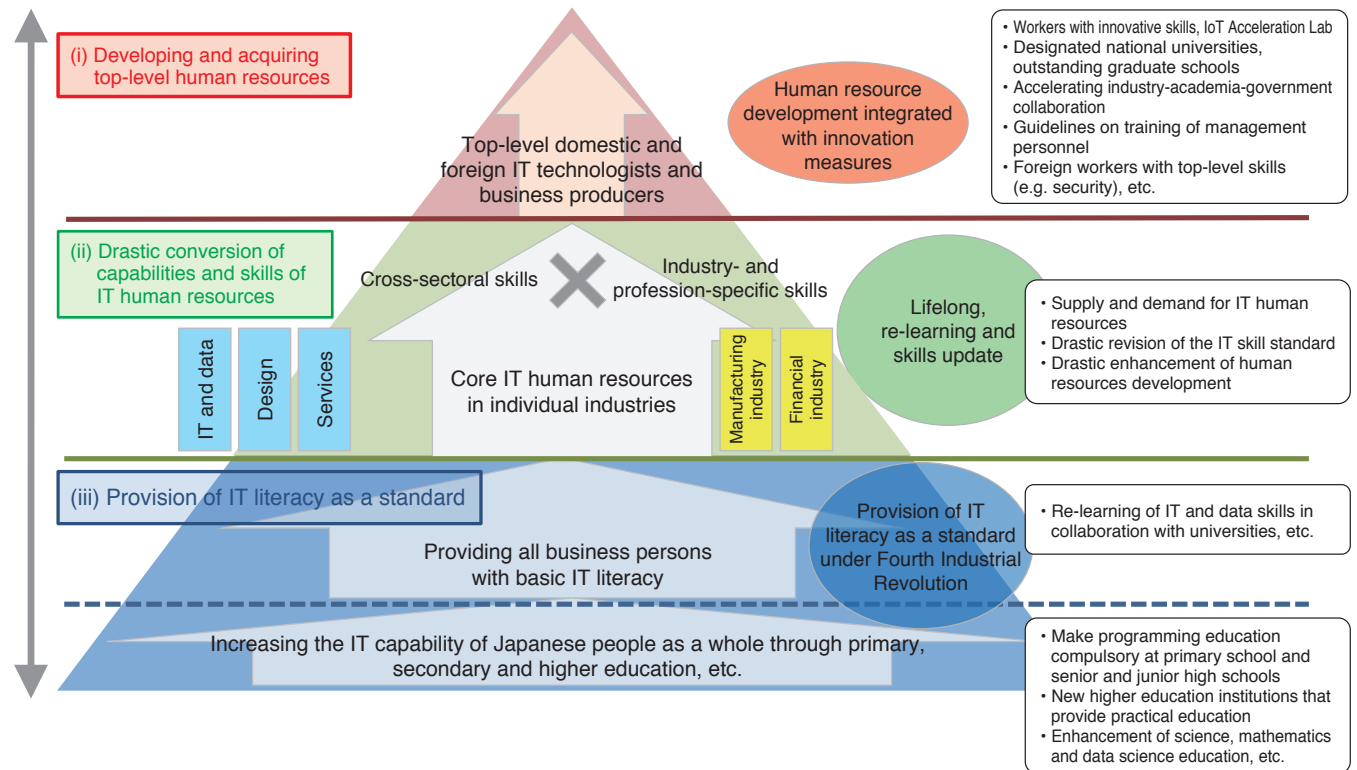 (i) Developing and acquiring
top-level human resources
Top-level domestic and
foreign IT technologists and
business producers
Human resource
development integrated
with innovation
measures
• Workers with innovative skills, IoT Acceleration Lab
• Designated national universities,
outstanding graduate schools
• Accelerating industry-academia-government
collaboration
• Guidelines on training of management
personnel
• Foreign workers with top-level skills
(e.g. security), etc.
(ii) Drastic conversion of
capabilities and skills of
IT human resources
Cross-sectoral skills
Industry- and
profession-specific skills
IT and data
Design
Services
Core IT human resources
in individual industries
Manufacturing
industry
Financial
industry
Lifelong,
re-learning and
skills update
• Supply and demand for IT human
resources
• Drastic revision of the IT skill standard
• Drastic enhancement of human
resources development
(iii) Provision of IT literacy as a standard
Providing all business persons
with basic IT literacy
Provision of IT
literacy as a standard
under Fourth Industrial
Revolution
• Re-learning of IT and data skills in
collaboration with universities, etc.
Increasing the IT capability of Japanese people as a whole through primary,
secondary and higher education, etc.
• Make programming education
compulsory at primary school and
senior and junior high schools
• New higher education institutions that
provide practical education
• Enhancement of science, mathematics
and data science education, etc.